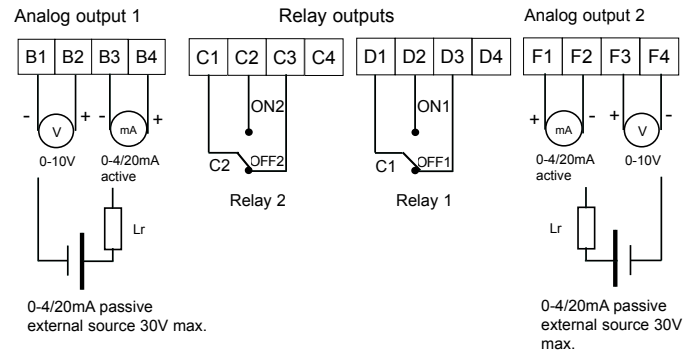 Analog output 1
Relay outputs
Analog output 2
B1 B2 B3 B4
C1 C2 C3 C4
D1 D2 D3 D4
F1 F2 F3 F4
ON2
ON1
- V + - mA +
+ mA - + V -
0-10V
0-4/20mA
active
C2
OFF2
C1
OFF1
0-4/20mA
active
0-10V
Relay 2
Relay 1
Lr
Lr
0-4/20mA passive
external source 30V max.
0-4/20mA passive
external source 30V
max.